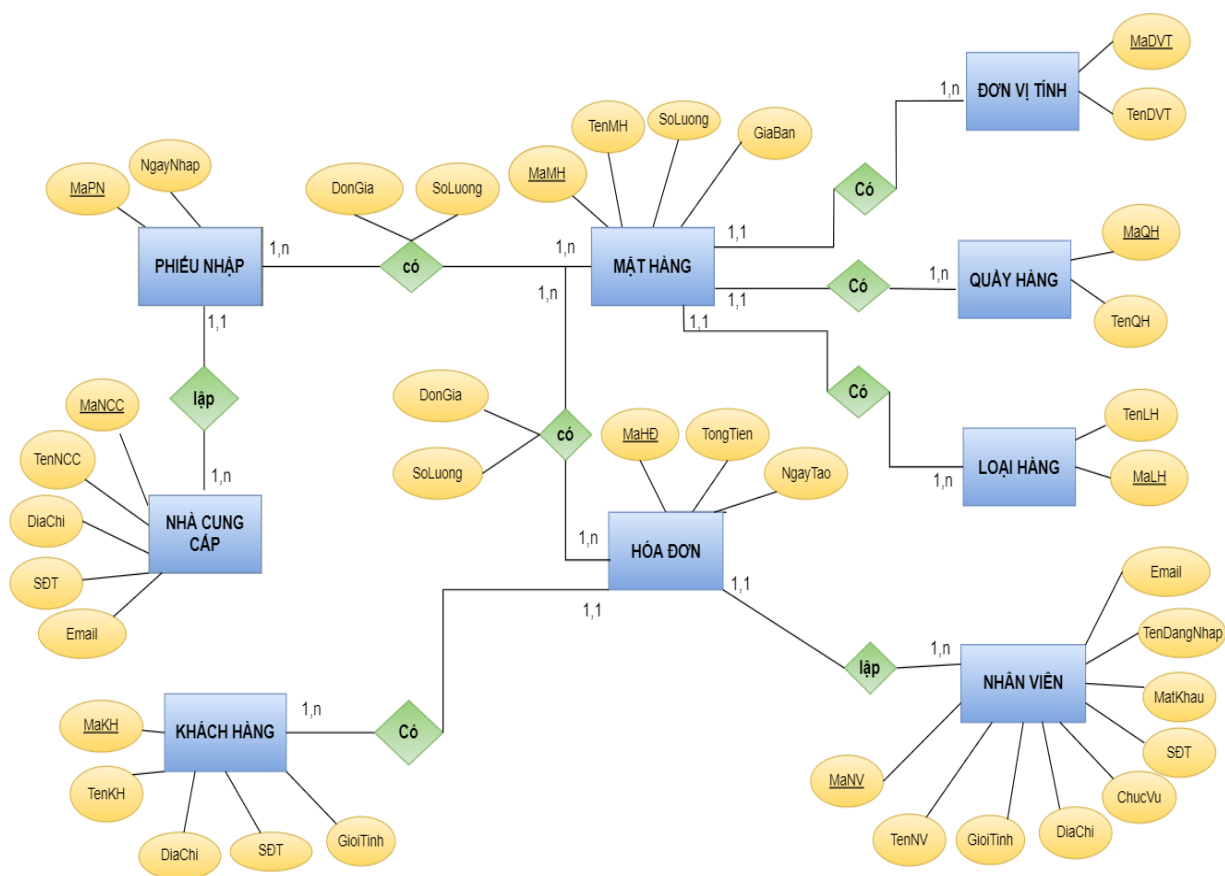 MaDVT
1,n
ĐƠN VỊ TÍNH
TenDVT
TenMH
SoLuong
GiaBan
NgayNhap
MaPN
DonGia
SoLuong
MaMH
Có
PHIẾU NHẬP
1,n
có
1,n
MẶT HÀNG
1,1
MaQH
1,n
1,1
Có
1,n
QUẦY HÀNG
TenQH
1,1
1,1
lập
MaNCC
TenNCC
DiaChi
SĐT
Email
1,n
NHÀ CUNG
CẤP
DonGia
SoLuong
có
1,n
MaHĐ
TongTien
NgayTao
HÓA ĐƠN
Có
1,n
LOẠI HÀNG
TenLH
MaLH
1,1
1,1
lập
1,n
NHÂN VIÊN
Email
TenDangNhap
MatKhau
SĐT
ChucVu
DiaChi
GioiTinh
TenNV
MaNV
MaKH
KHÁCH HÀNG
1,n
Có
TenKH
DiaChi
SĐT
GioiTinh